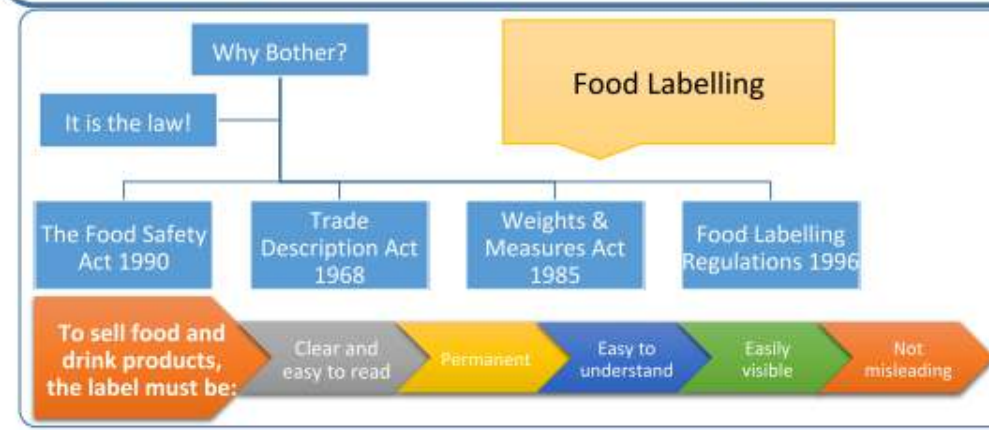 Why Bother?
Food Labelling
It is the law!
The Food Safety
Act 1990
Trade
Description Act
1968
Weights &
Measures Act
1985
Food Labelling
Regulations 1996
To sell food and
drink products,
the label must be:
Clear and
easy to read
Permanent
Easy to
understand
Easily
visible
Not
misleading